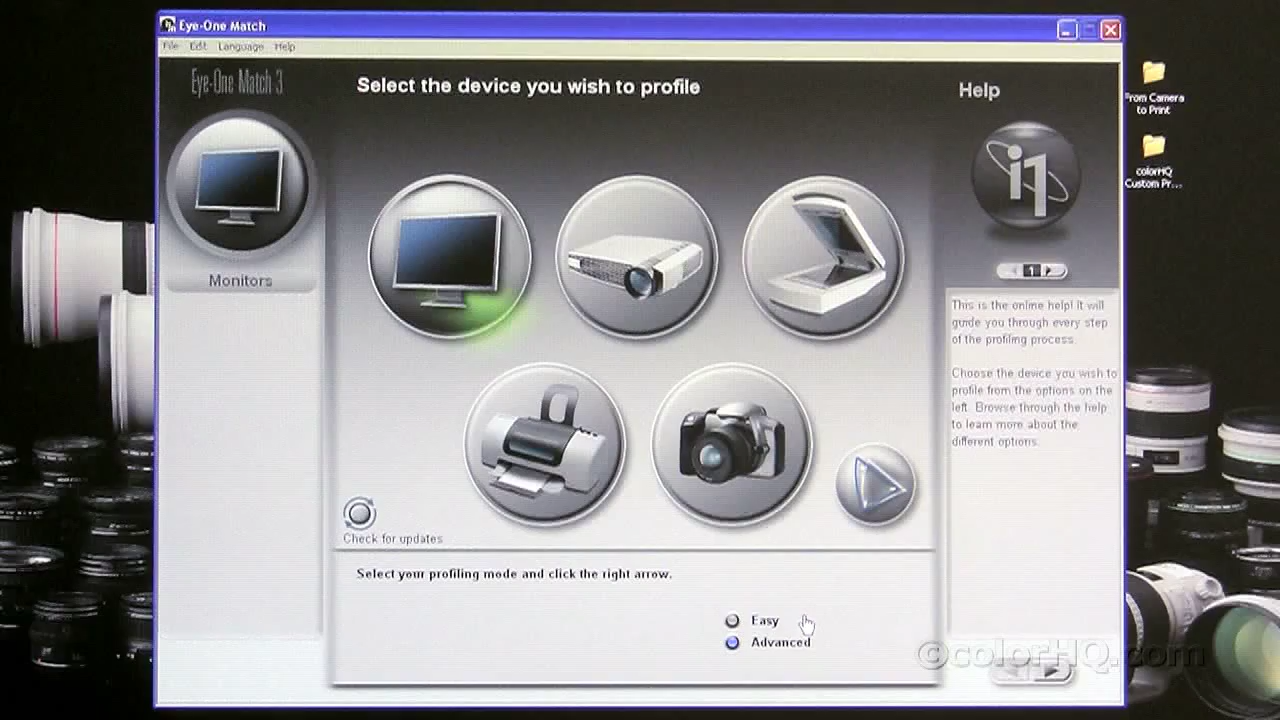 Eye-One Match
File Edit Language Help
Eye-One Match 3
Select the device you wish to profile
Help
i1
1
Monitors
This is the online help! It will
guide you through every step
of the profiling process.
Choose the device you wish to
profile from the options on the
left. Browse through the help
to learn more about the
different options.
Check for updates
Select your profiling mode and click the right arrow.
Easy
Advanced
From Camera
to Print
colorHQ
Custom Pr...
©colorHQ.com